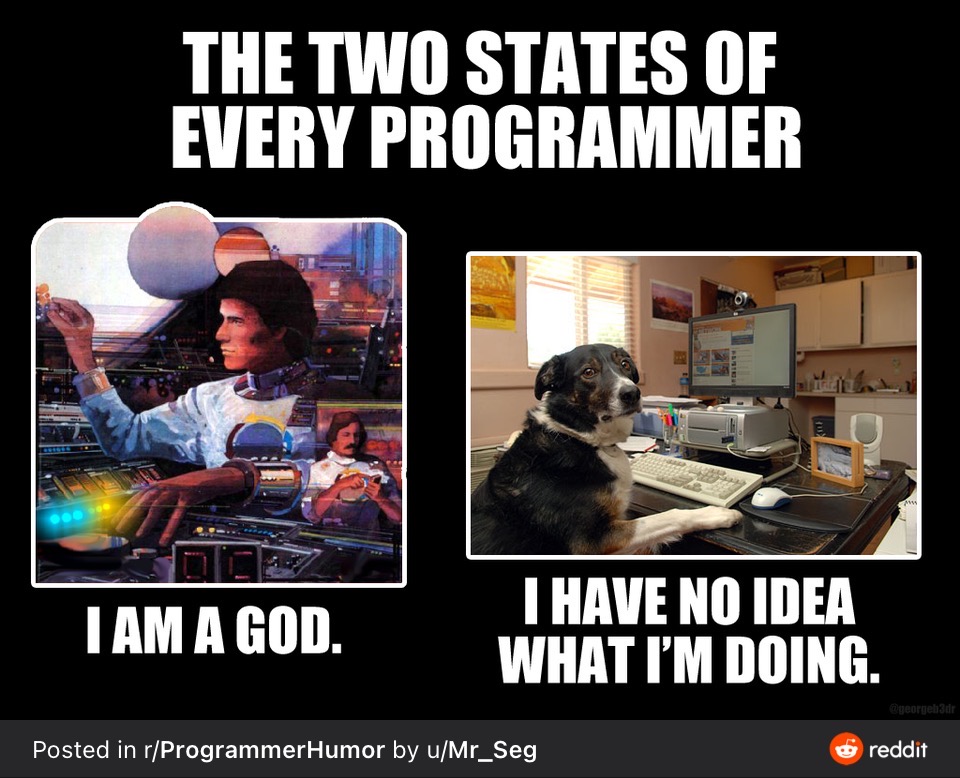 THE TWO STATES OF
EVERY PROGRAMMER
I AM A GOD.
I HAVE NO IDEA
WHAT I'M DOING.
@georgeb3dr
Posted in r/ProgrammerHumor by u/Mr_Seg
reddit